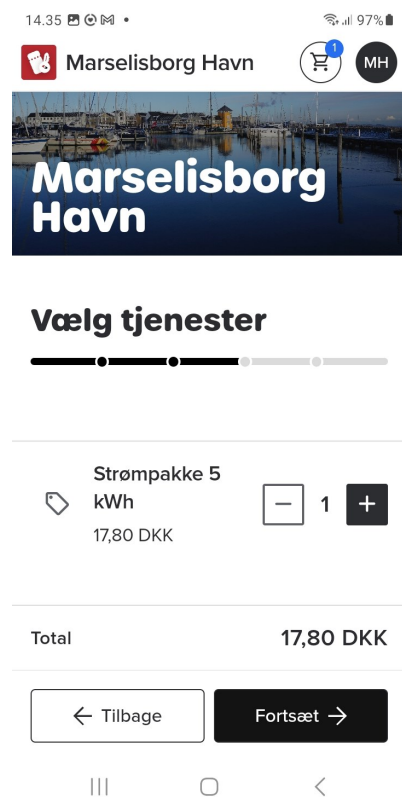 14.35 97%
Marselisborg Havn 1 MH
Marselisborg
Havn
Vælg tjenester
Strømpakke 5
kWh
17,80 DKK
1
Total 17,80 DKK
Tilbage Fortsæt